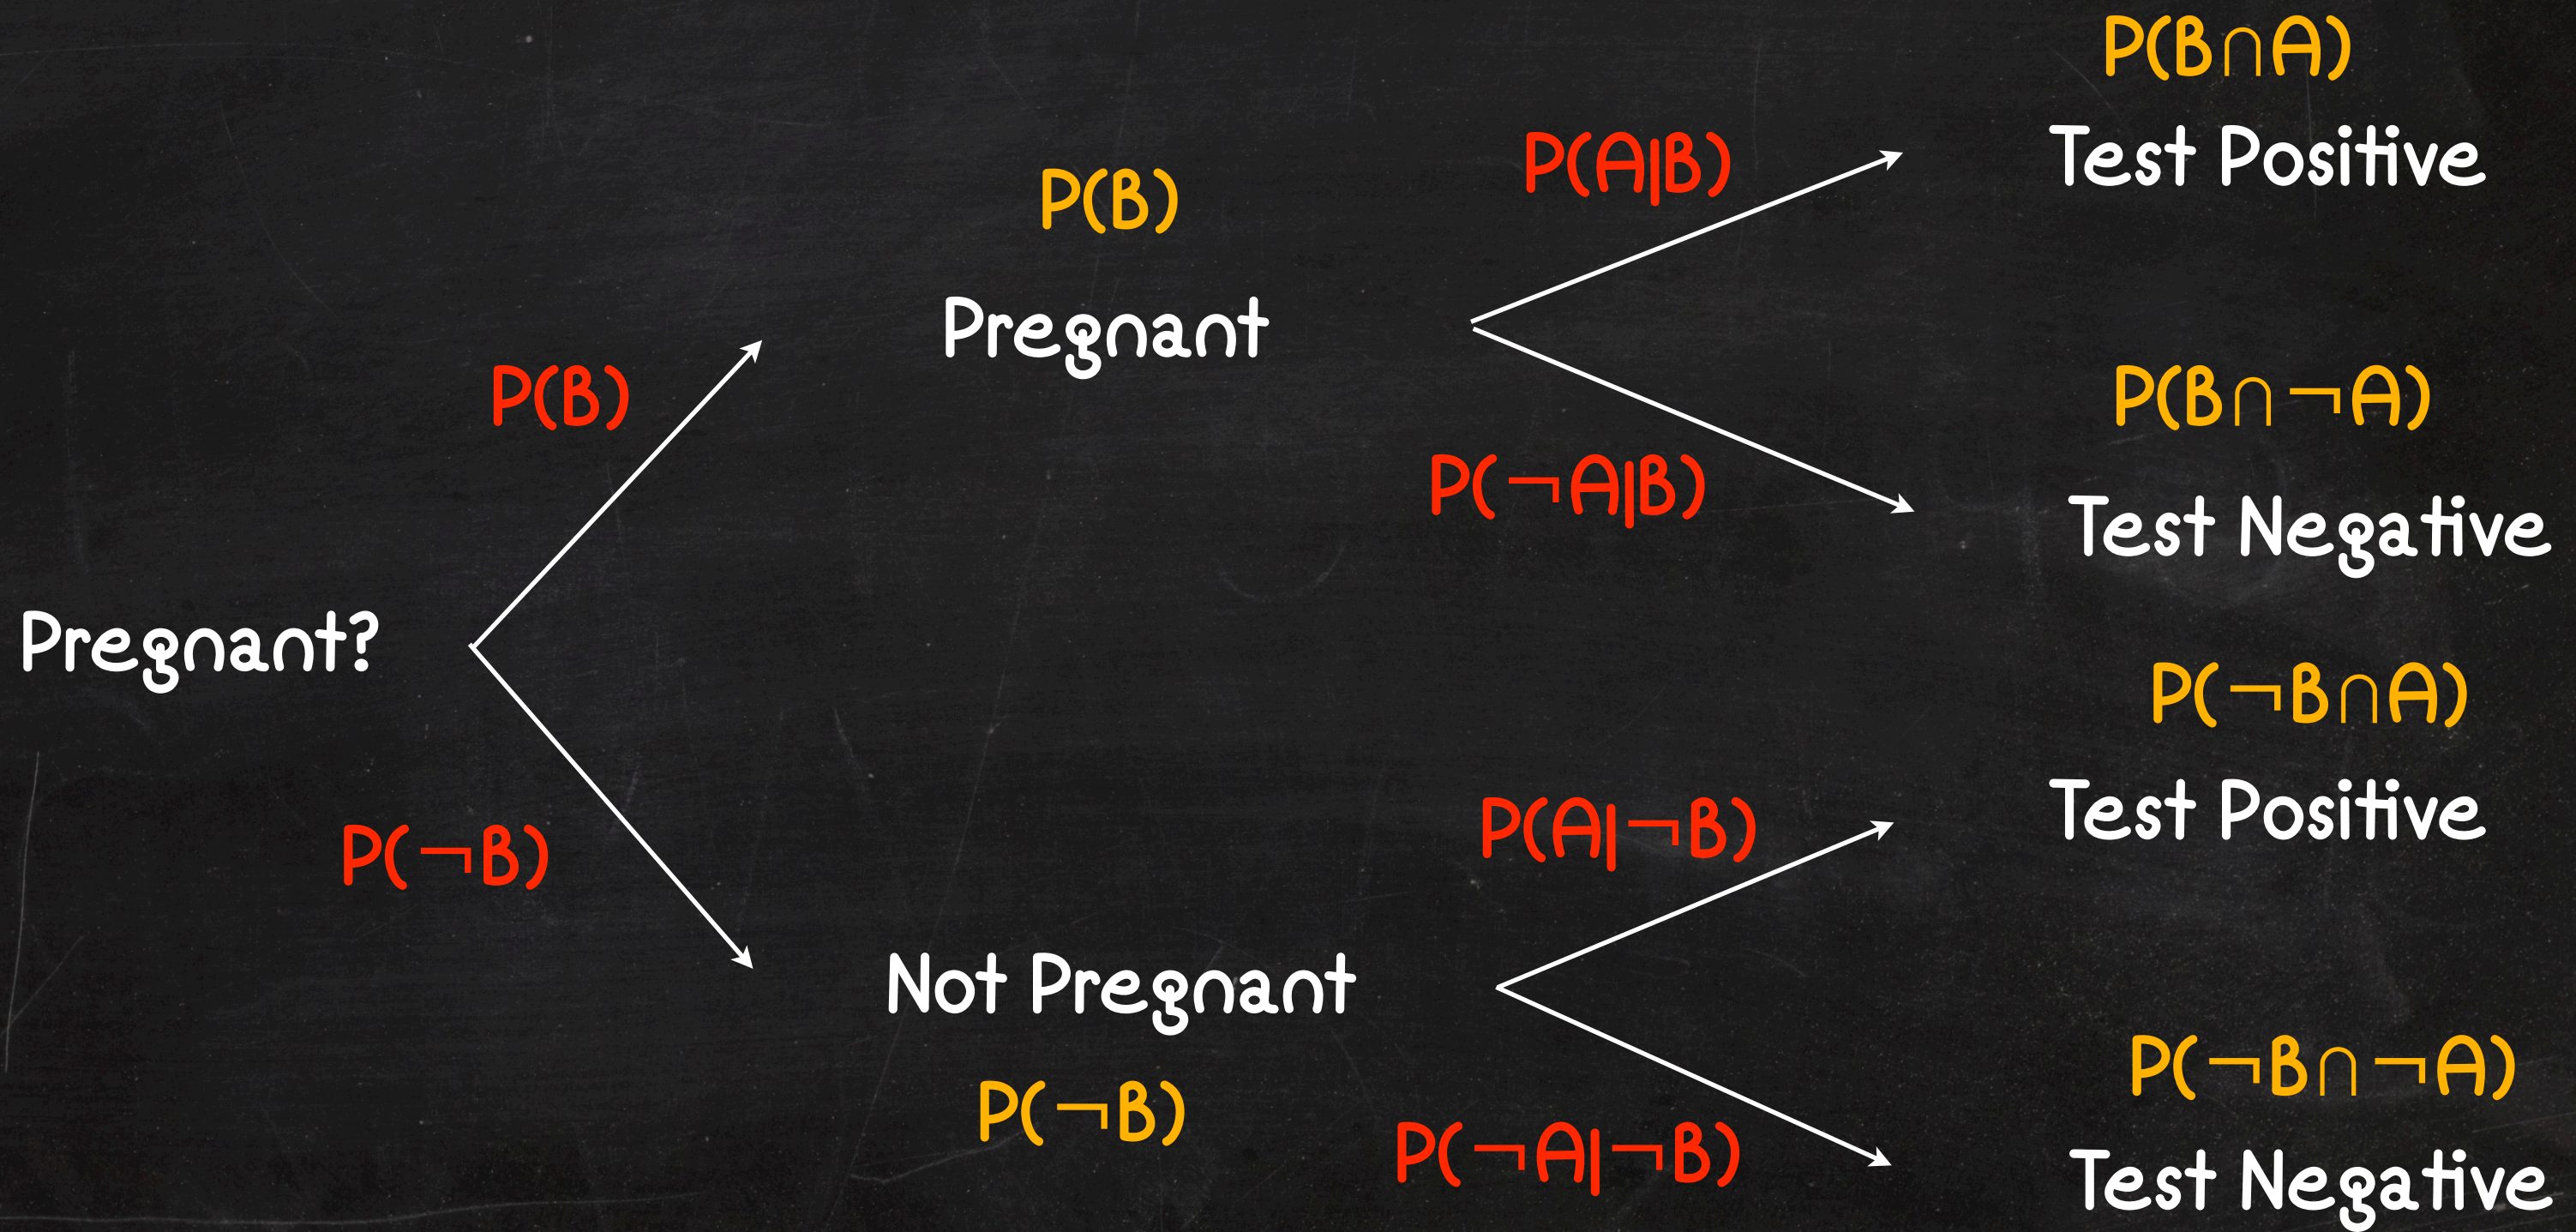 P(B∩A)
Test Positive
P(A|B)
P(B)
Pregnant
P(B∩¬A)
P(B)
P(¬A|B)
Test Negative
Pregnant?
P(¬B∩A)
Test Positive
P(A|¬B)
P(¬B)
Not Pregnant
P(¬B∩¬A)
P(¬B)
P(¬A|¬B)
Test Negative